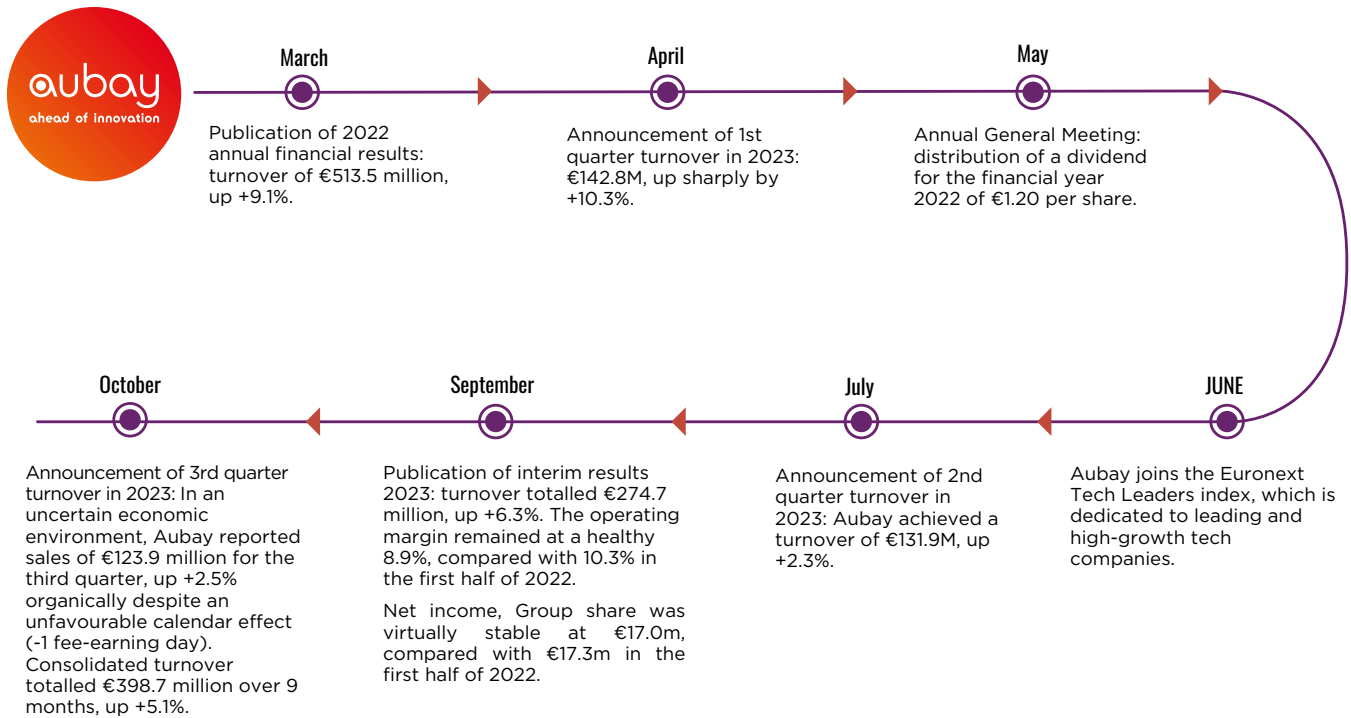 aubay
ahead of innovation
March
Publication of 2022
annual financial results:
turnover of €513.5 million,
up +9.1%.
April
Announcement of 1st
quarter turnover in 2023:
€142.8M, up sharply by
+10.3%.
May
Annual General Meeting:
distribution of a dividend
for the financial year
2022 of €1.20 per share.
JUNE
Aubay joins the Euronext
Tech Leaders index, which is
dedicated to leading and
high-growth tech
companies.
July
Announcement of 2nd
quarter turnover in
2023: Aubay achieved a
turnover of €131.9M, up
+2.3%.
September
Publication of interim results
2023: turnover totalled €274.7
million, up +6.3%. The operating
margin remained at a healthy
8.9%, compared with 10.3% in
the first half of 2022.
Net income, Group share was
virtually stable at €17.0m,
compared with €17.3m in the
first half of 2022.
October
Announcement of 3rd quarter
turnover in 2023: In an
uncertain economic
environment, Aubay reported
sales of €123.9 million for the
third quarter, up +2.5%
organically despite an
unfavourable calendar effect
(-1 fee-earning day).
Consolidated turnover
totalled €398.7 million over 9
months, up +5.1%.